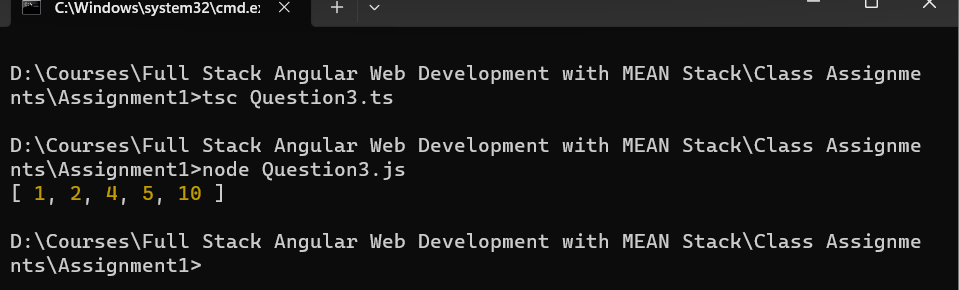 C:\Windows\system32\cmd.e
D:\Courses\Full Stack Angular Web Development with MEAN Stack\Class Assignme
nts\Assignment1>tsc Question3.ts
D:\Courses\Full Stack Angular Web Development with MEAN Stack\Class Assignme
nts\Assignment1>node Question3.js
[ 1, 2, 4, 5, 10 ]
D:\Courses\Full Stack Angular Web Development with MEAN Stack\Class Assignme
nts\Assignment1>